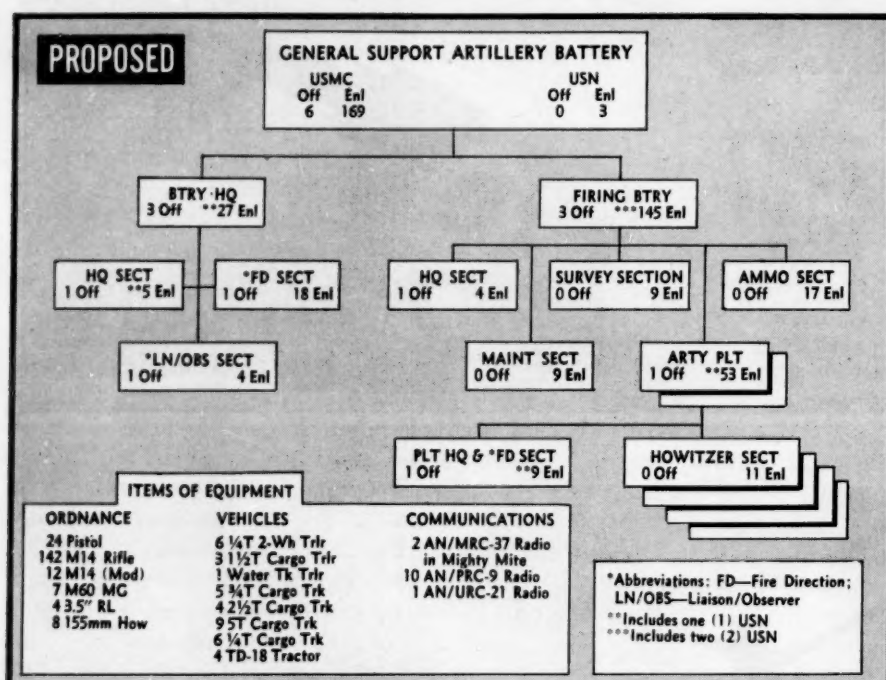 PROPOSED
GENERAL SUPPORT ARTILLERY BATTERY
USMC USN
Off Enl Off Enl
6 169 0 3
BTRY HQ
3 Off **27 Enl
FIRING BTRY
3 Off ***145 Enl
HQ SECT
1 Off **5 Enl
*FD SECT
1 Off 18 Enl
HQ SECT
1 Off 4 Enl
SURVEY SECTION
0 Off 9 Enl
AMMO SECT
0 Off 17 Enl
*LN/OBS SECT
1 Off 4 Enl
MAINT SECT
0 Off 9 Enl
ARTY PLT
1 Off **53 Enl
PLT HQ & *FD SECT
1 Off **9 Enl
HOWITZER SECT
0 Off 11 Enl
ITEMS OF EQUIPMENT
ORDNANCE
24 Pistol
142 M14 Rifle
12 M14 (Mod)
7 M60 MG
4 3.5" RL
8 155mm How
VEHICLES
6 ¼T 2-Wh Trlr
3 1½T Cargo Trlr
1 Water Tk Trlr
5 ¾T Cargo Trk
4 2½T Cargo Trk
9 5T Cargo Trk
6 ¼T Cargo Trk
4 TD-18 Tractor
COMMUNICATIONS
2 AN/MRC-37 Radio
in Mighty Mite
10 AN/PRC-9 Radio
1 AN/URC-21 Radio
*Abbreviations: FD—Fire Direction;
LN/OBS—Liaison/Observer
**Includes one (1) USN
***Includes two (2) USN